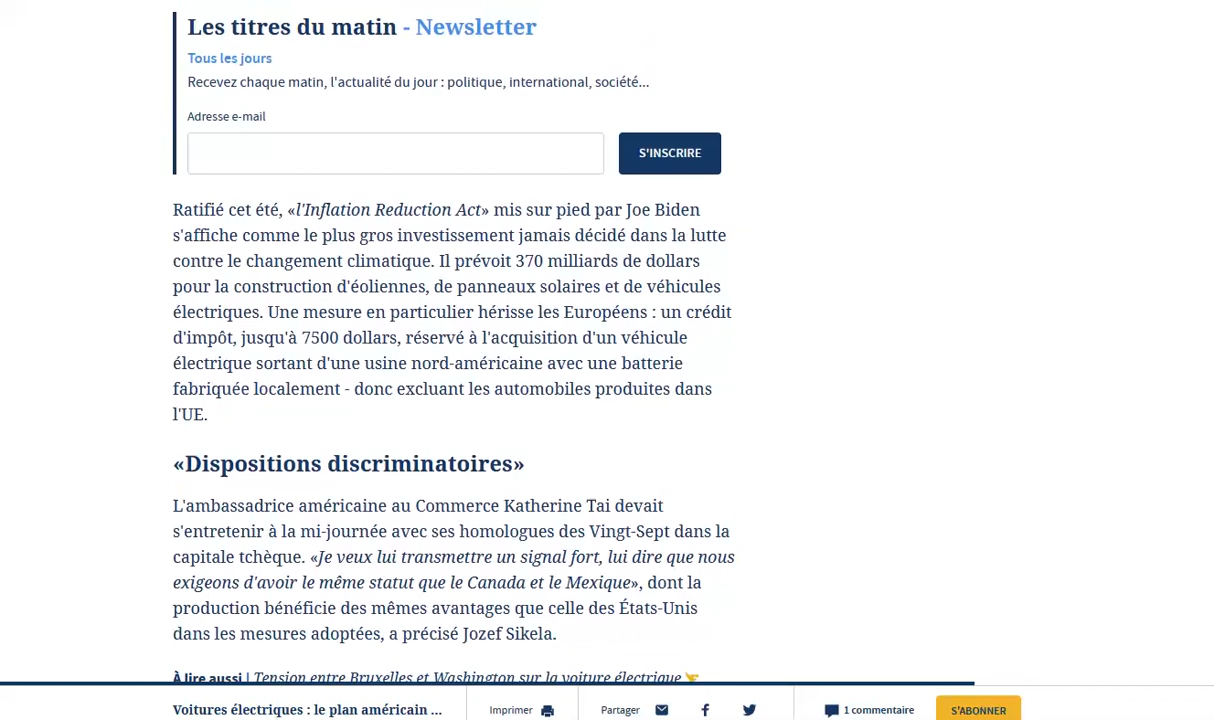 Les titres du matin - Newsletter
Tous les jours
Recevez chaque matin, l'actualité du jour : politique, international, société...
Adresse e-mail
S'INSCRIRE
Ratifié cet été, «l'Inflation Reduction Act» mis sur pied par Joe Biden
s'affiche comme le plus gros investissement jamais décidé dans la lutte
contre le changement climatique. Il prévoit 370 milliards de dollars
pour la construction d'éoliennes, de panneaux solaires et de véhicules
électriques. Une mesure en particulier hérisse les Européens : un crédit
d'impôt, jusqu'à 7500 dollars, réservé à l'acquisition d'un véhicule
électrique sortant d'une usine nord-américaine avec une batterie
fabriquée localement - donc excluant les automobiles produites dans
l'UE.
«Dispositions discriminatoires»
L'ambassadrice américaine au Commerce Katherine Tai devait
s'entretenir à la mi-journée avec ses homologues des Vingt-Sept dans la
capitale tchèque. «Je veux lui transmettre un signal fort, lui dire que nous
exigeons d'avoir le même statut que le Canada et le Mexique», dont la
production bénéficie des mêmes avantages que celle des États-Unis
dans les mesures adoptées, a précisé Jozef Sikela.
À lire aussi | Tension entre Bruxelles et Washington sur la voiture électrique
Voitures électriques : le plan américain ...
Imprimer
Partager
1 commentaire
S'ABONNER